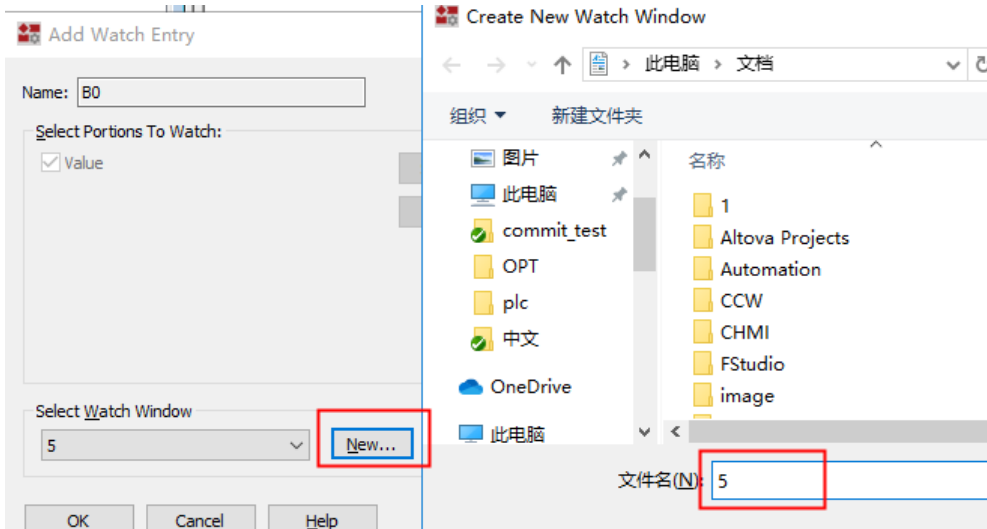 Add Watch Entry
Name: B0
Select Portions To Watch:
Value
Select Watch Window
5
New...
OK Cancel Help
Create New Watch Window
此电脑 › 文档
组织 新建文件夹
图片
此电脑
commit_test
OPT
plc
中文
OneDrive
此电脑
名称
1
Altova Projects
Automation
CCW
CHMI
FStudio
image
文件名(N): 5